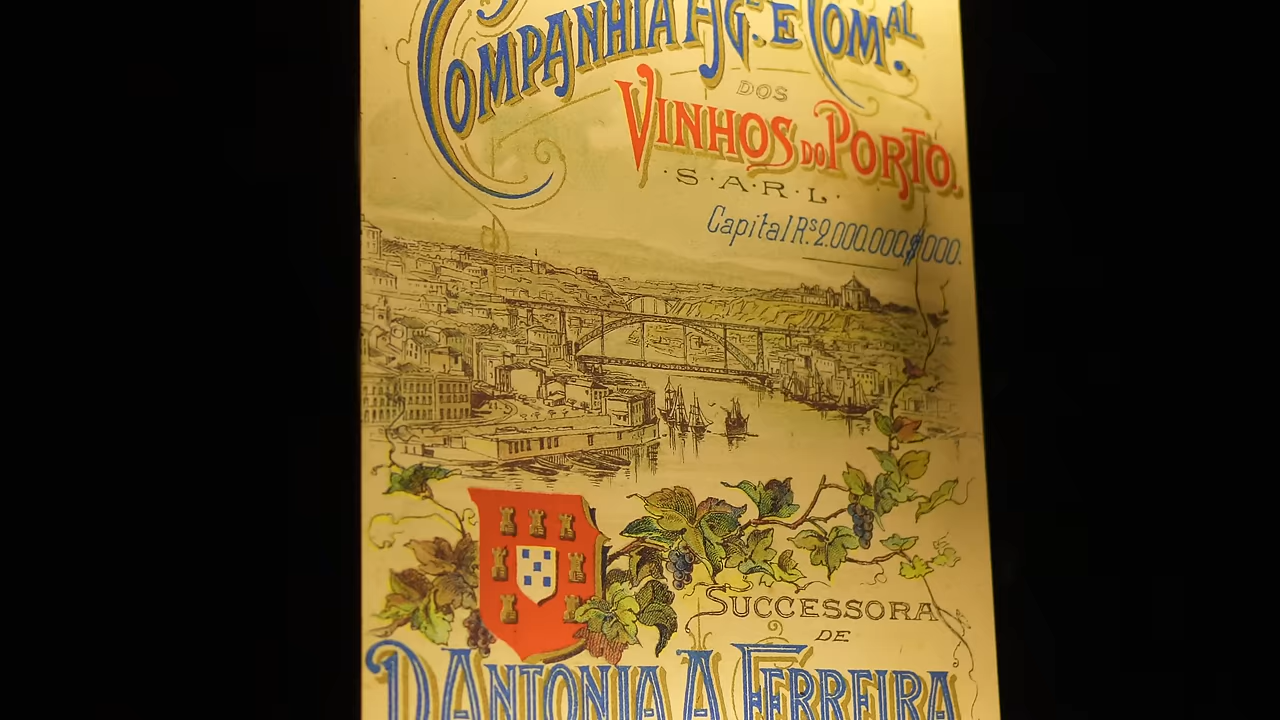 COMPANHIA AG.ª E COM.AL
DOS
VINHOS DO PORTO.
·S·A·R·L·
Capital R.s 2.000.000$000.
SUCCESSORA
DE
D ANTONIA A FERREIRA